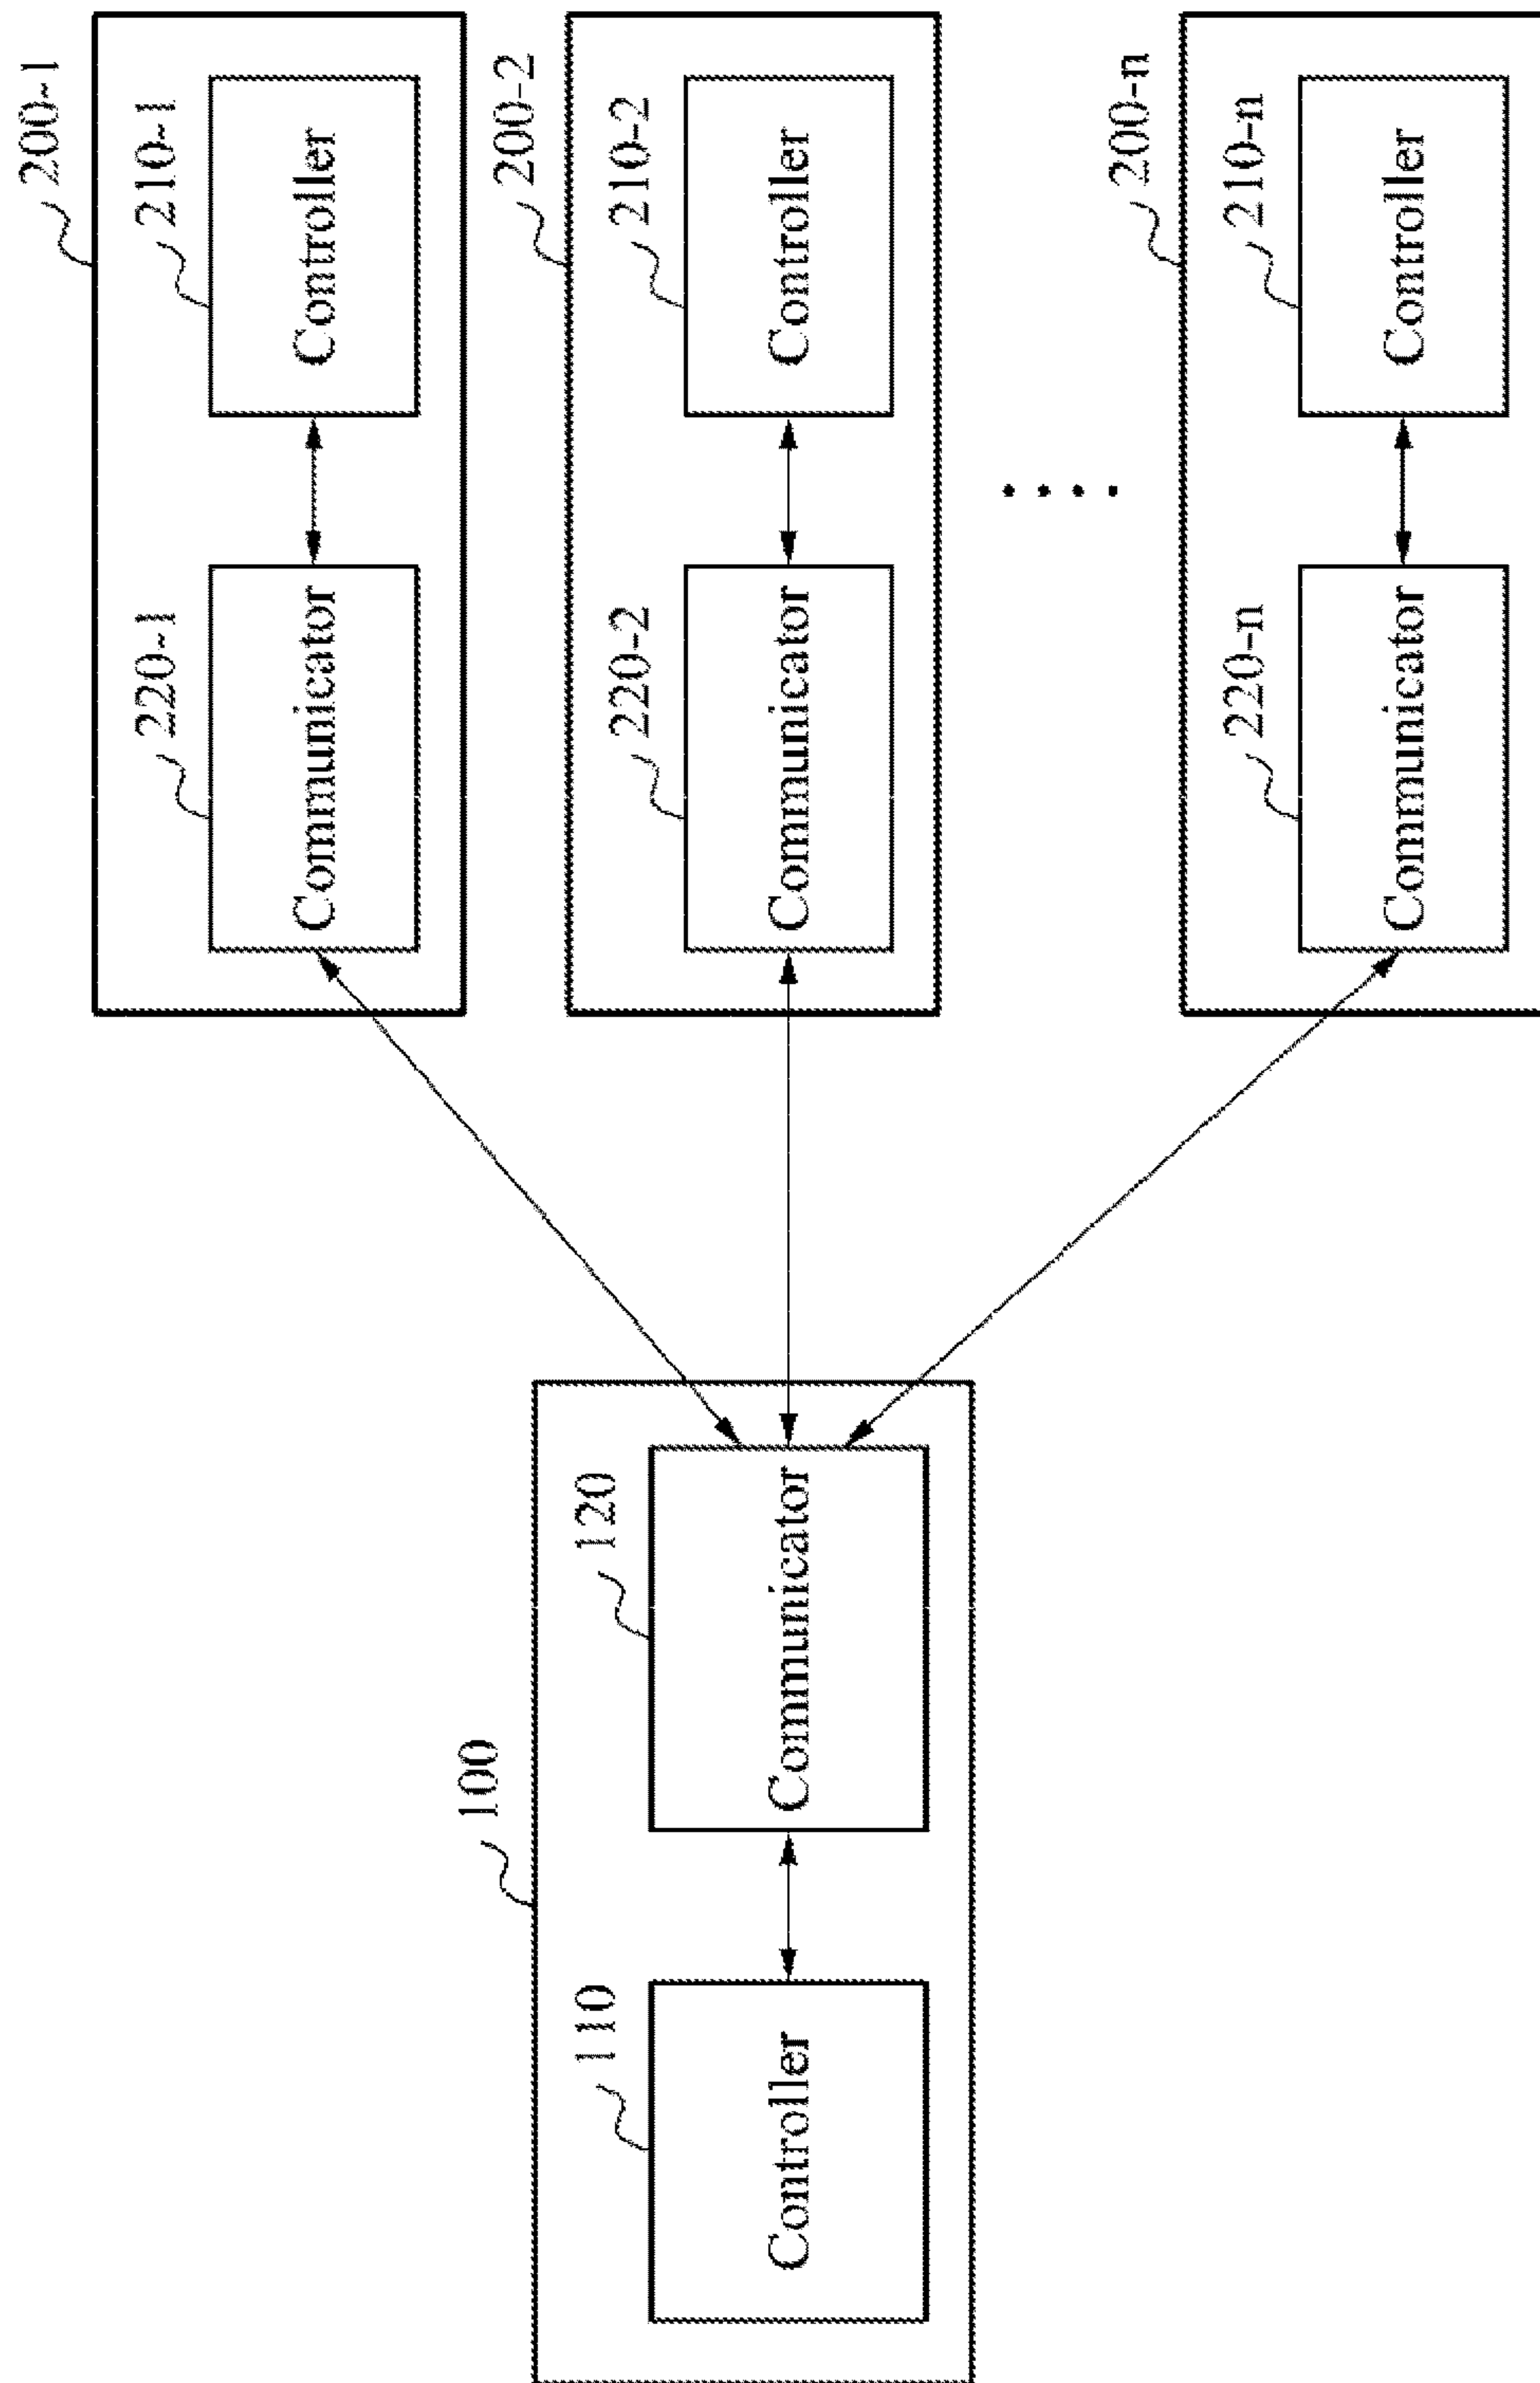 100
110
Controller
120
Communicator
200-1
220-1
Communicator
210-1
Controller
200-2
220-2
Communicator
210-2
Controller
200-n
220-n
Communicator
210-n
Controller